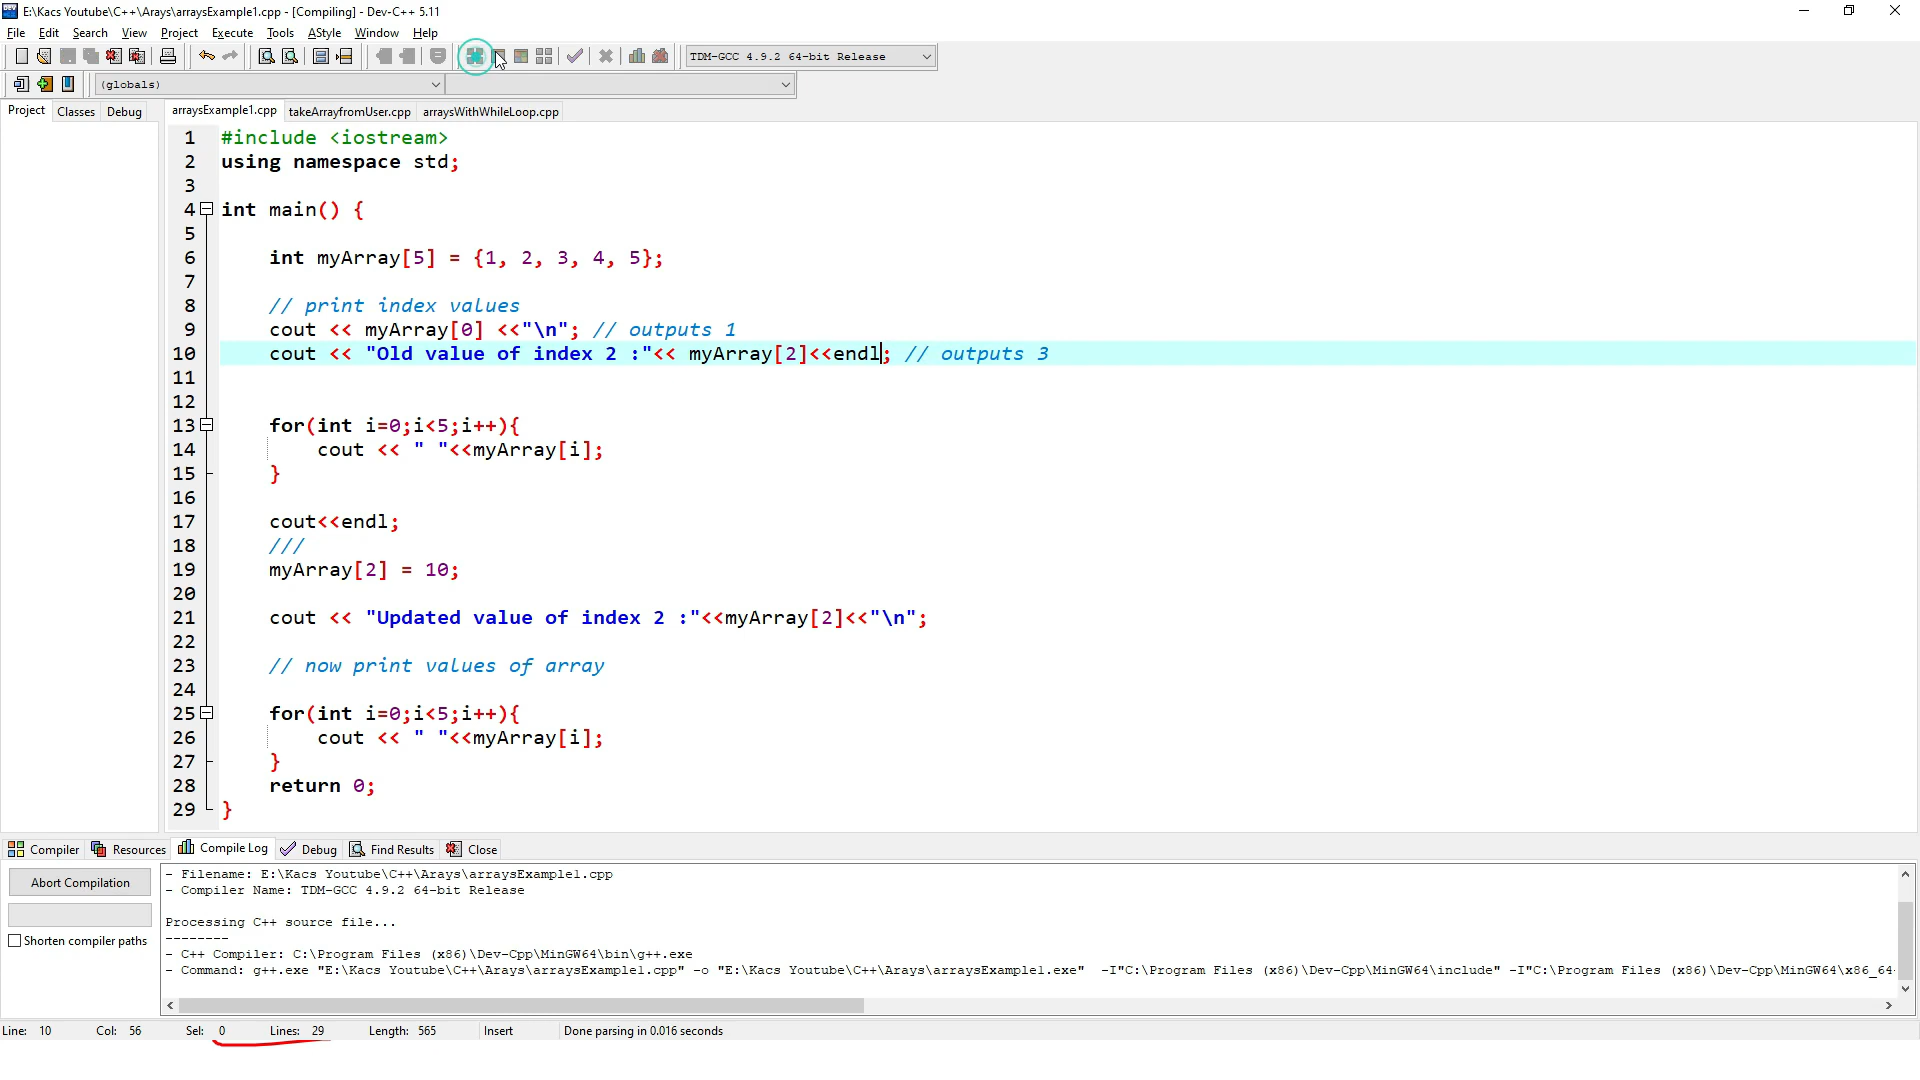 E:\Kacs Youtube\C++\Arays\arraysExample1.cpp - [Compiling] - Dev-C++ 5.11
File Edit Search View Project Execute Tools AStyle Window Help
TDM-GCC 4.9.2 64-bit Release
(globals)
Project Classes Debug arraysExample1.cpp takeArrayfromUser.cpp arraysWithWhileLoop.cpp
1 #include <iostream>
2 using namespace std;
3
4 int main() {
5
6 int myArray[5] = {1, 2, 3, 4, 5};
7
8 // print index values
9 cout << myArray[0] <<"\n"; // outputs 1
10 cout << "Old value of index 2 :"<< myArray[2]<<endl; // outputs 3
11
12
13 for(int i=0;i<5;i++){
14 cout << " "<<myArray[i];
15 }
16
17 cout<<endl;
18 ///
19 myArray[2] = 10;
20
21 cout << "Updated value of index 2 :"<<myArray[2]<<"\n";
22
23 // now print values of array
24
25 for(int i=0;i<5;i++){
26 cout << " "<<myArray[i];
27 }
28 return 0;
29 }
Compiler Resources Compile Log Debug Find Results Close
Abort Compilation
Shorten compiler paths
- Filename: E:\Kacs Youtube\C++\Arays\arraysExample1.cpp
- Compiler Name: TDM-GCC 4.9.2 64-bit Release
Processing C++ source file...
--------
- C++ Compiler: C:\Program Files (x86)\Dev-Cpp\MinGW64\bin\g++.exe
- Command: g++.exe "E:\Kacs Youtube\C++\Arays\arraysExample1.cpp" -o "E:\Kacs Youtube\C++\Arays\arraysExample1.exe" -I"C:\Program Files (x86)\Dev-Cpp\MinGW64\include" -I"C:\Program Files (x86)\Dev-Cpp\MinGW64\x86_64-
Line: 10 Col: 56 Sel: 0 Lines: 29 Length: 565 Insert Done parsing in 0.016 seconds